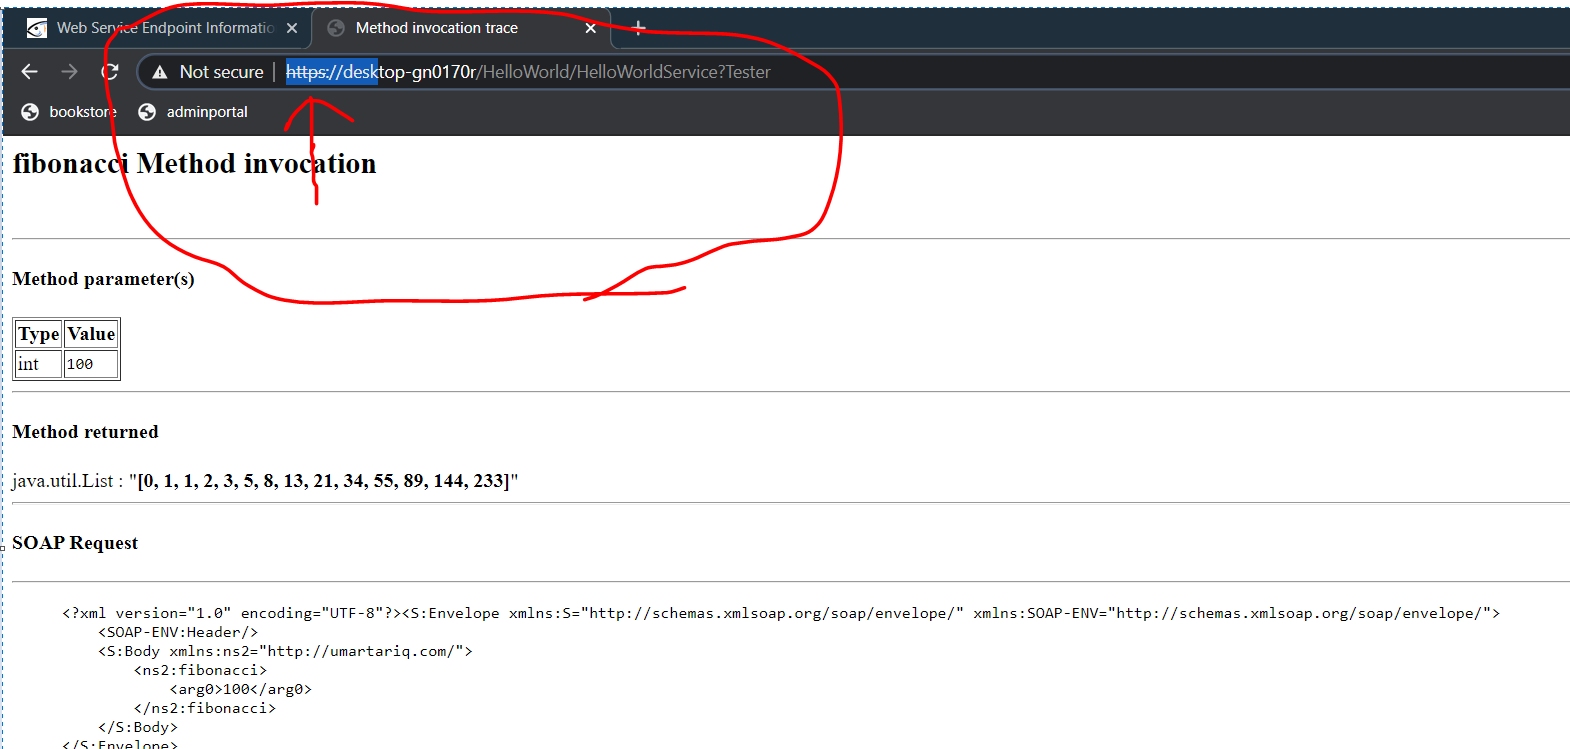 Web Service Endpoint Informatio
Method invocation trace
Not secure | https://desktop-gn0170r/HelloWorld/HelloWorldService?Tester
bookstore adminportal
fibonacci Method invocation
Method parameter(s)
Type Value
int 100
Method returned
java.util.List : "[0, 1, 1, 2, 3, 5, 8, 13, 21, 34, 55, 89, 144, 233]"
SOAP Request
<?xml version="1.0" encoding="UTF-8"?><S:Envelope xmlns:S="http://schemas.xmlsoap.org/soap/envelope/" xmlns:SOAP-ENV="http://schemas.xmlsoap.org/soap/envelope/">
<SOAP-ENV:Header/>
<S:Body xmlns:ns2="http://umartariq.com/">
<ns2:fibonacci>
<arg0>100</arg0>
</ns2:fibonacci>
</S:Body>
</S:Envelope>